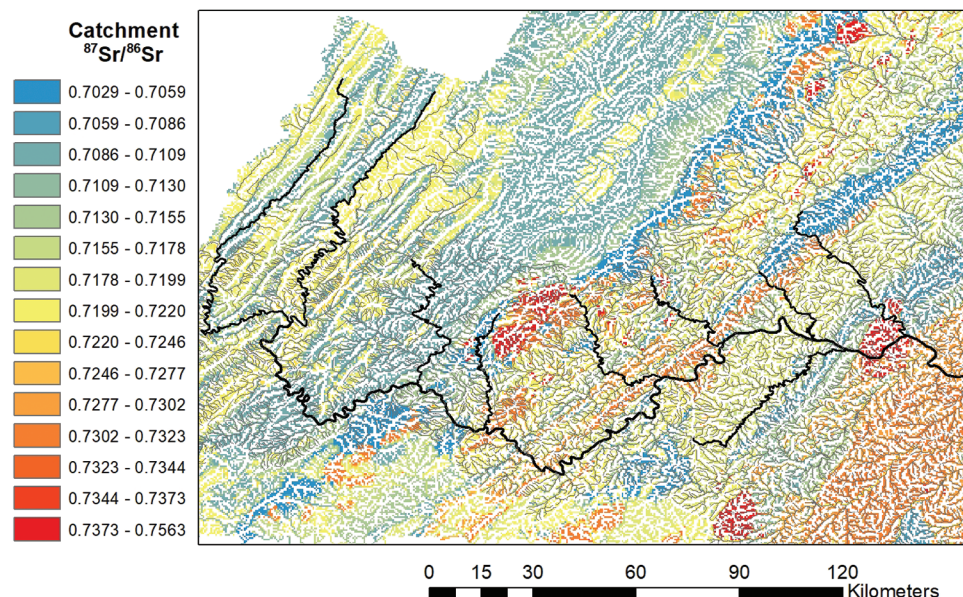 Catchment
⁸⁷Sr/⁸⁶Sr
0.7029 - 0.7059
0.7059 - 0.7086
0.7086 - 0.7109
0.7109 - 0.7130
0.7130 - 0.7155
0.7155 - 0.7178
0.7178 - 0.7199
0.7199 - 0.7220
0.7220 - 0.7246
0.7246 - 0.7277
0.7277 - 0.7302
0.7302 - 0.7323
0.7323 - 0.7344
0.7344 - 0.7373
0.7373 - 0.7563
0 15 30 60 90 120
Kilometers